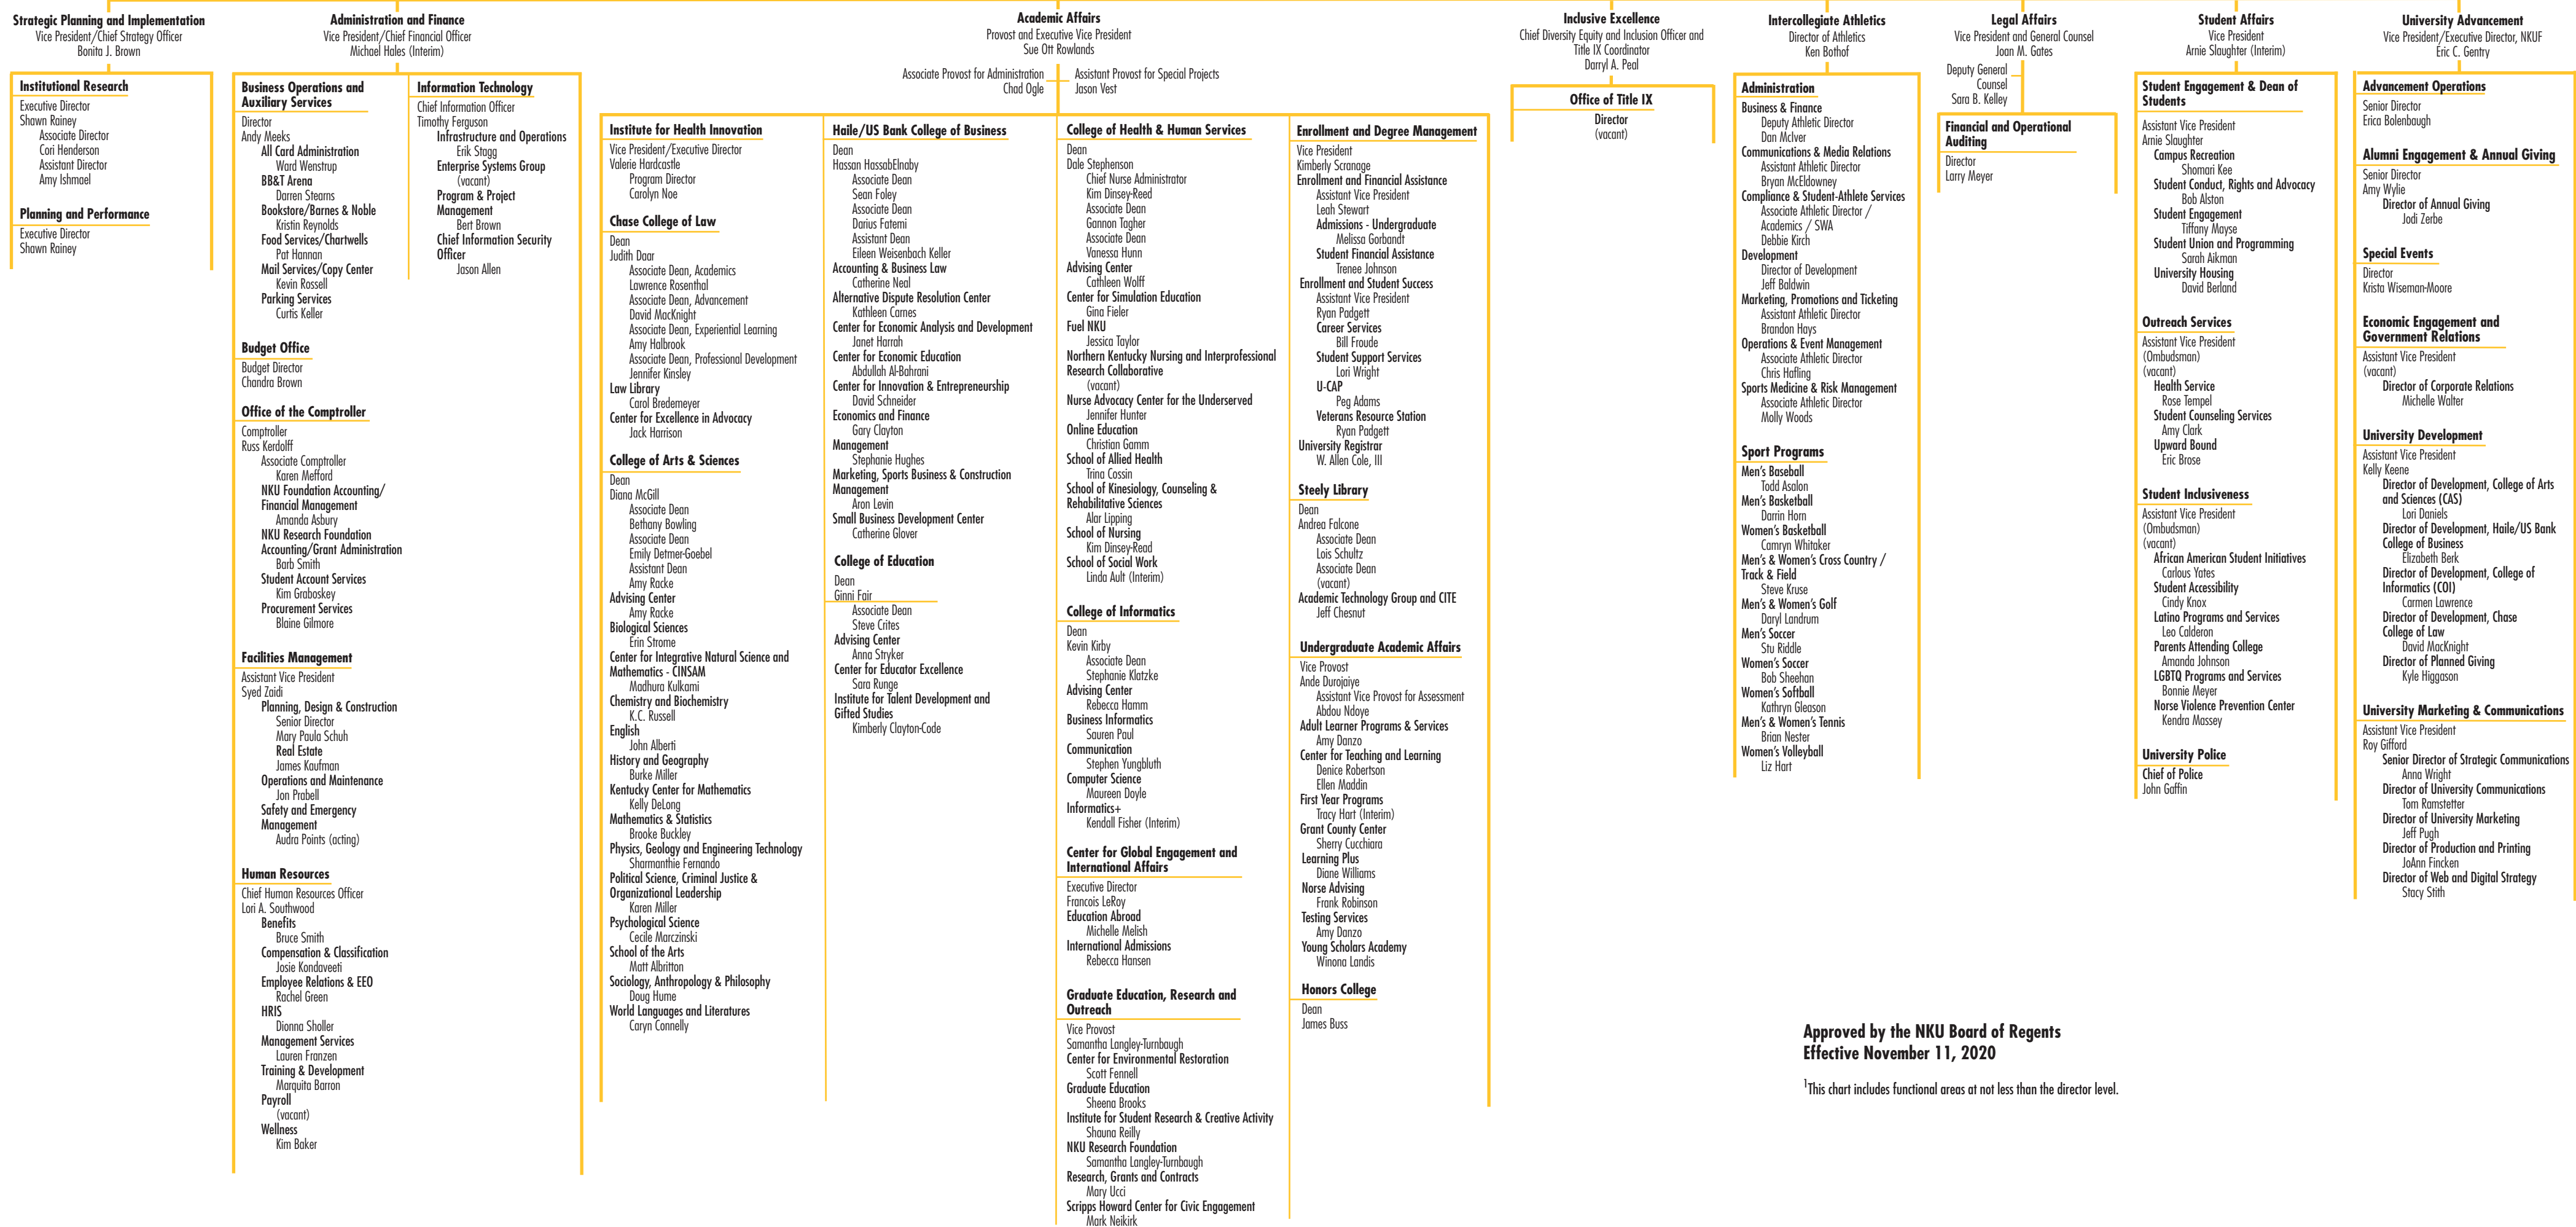 Strategic Planning and Implementation
Vice President/Chief Strategy Officer
Bonita J. Brown
Institutional Research
Executive Director
Shawn Rainey
Associate Director
Cori Henderson
Assistant Director
Amy Ishmael
Planning and Performance
Executive Director
Shawn Rainey
Administration and Finance
Vice President/Chief Financial Officer
Michael Hales (Interim)
Business Operations and
Auxiliary Services
Director
Andy Meeks
All Card Administration
Ward Wenstrup
BB&T Arena
Darren Stearns
Bookstore/Barnes & Noble
Kristin Reynolds
Food Services/Chartwells
Pat Hannan
Mail Services/Copy Center
Kevin Rossell
Parking Services
Curtis Keller
Budget Office
Budget Director
Chandra Brown
Office of the Comptroller
Comptroller
Russ Kerdolff
Associate Comptroller
Karen Mefford
NKU Foundation Accounting/
Financial Management
Amanda Asbury
NKU Research Foundation
Accounting/Grant Administration
Barb Smith
Student Account Services
Kim Graboskey
Procurement Services
Blaine Gilmore
Facilities Management
Assistant Vice President
Syed Zaidi
Planning, Design & Construction
Senior Director
Mary Paula Schuh
Real Estate
James Kaufman
Operations and Maintenance
Jon Prabell
Safety and Emergency
Management
Audra Points (acting)
Human Resources
Chief Human Resources Officer
Lori A. Southwood
Benefits
Bruce Smith
Compensation & Classification
Josie Kondaveeti
Employee Relations & EEO
Rachel Green
HRIS
Dionna Sholler
Management Services
Lauren Franzen
Training & Development
Marquita Barron
Payroll
(vacant)
Wellness
Kim Baker
Information Technology
Chief Information Officer
Timothy Ferguson
Infrastructure and Operations
Erik Stagg
Enterprise Systems Group
(vacant)
Program & Project
Management
Bert Brown
Chief Information Security
Officer
Jason Allen
Academic Affairs
Provost and Executive Vice President
Sue Ott Rowlands
Associate Provost for Administration
Chad Ogle
Assistant Provost for Special Projects
Jason Vest
Institute for Health Innovation
Vice President/Executive Director
Valerie Hardcastle
Program Director
Carolyn Noe
Chase College of Law
Dean
Judith Daar
Associate Dean, Academics
Lawrence Rosenthal
Associate Dean, Advancement
David MacKnight
Associate Dean, Experiential Learning
Amy Halbrook
Associate Dean, Professional Development
Jennifer Kinsley
Law Library
Carol Bredemeyer
Center for Excellence in Advocacy
Jack Harrison
College of Arts & Sciences
Dean
Diana McGill
Associate Dean
Bethany Bowling
Associate Dean
Emily Detmer-Goebel
Assistant Dean
Amy Racke
Advising Center
Amy Racke
Biological Sciences
Erin Strome
Center for Integrative Natural Science and
Mathematics - CINSAM
Madhura Kulkarni
Chemistry and Biochemistry
K.C. Russell
English
John Alberti
History and Geography
Burke Miller
Kentucky Center for Mathematics
Kelly DeLong
Mathematics & Statistics
Brooke Buckley
Physics, Geology and Engineering Technology
Sharmanthie Fernando
Political Science, Criminal Justice &
Organizational Leadership
Karen Miller
Psychological Science
Cecile Marczinski
School of the Arts
Matt Albritton
Sociology, Anthropology & Philosophy
Doug Hume
World Languages and Literatures
Caryn Connelly
Haile/US Bank College of Business
Dean
Hassan HassabElnaby
Associate Dean
Sean Foley
Associate Dean
Darius Fatemi
Assistant Dean
Eileen Weisenbach Keller
Accounting & Business Law
Catherine Neal
Alternative Dispute Resolution Center
Kathleen Carnes
Center for Economic Analysis and Development
Janet Harrah
Center for Economic Education
Abdullah Al-Bahrani
Center for Innovation & Entrepreneurship
David Schneider
Economics and Finance
Gary Clayton
Management
Stephanie Hughes
Marketing, Sports Business & Construction
Management
Aron Levin
Small Business Development Center
Catherine Glover
College of Education
Dean
Ginni Fair
Associate Dean
Steve Crites
Advising Center
Anna Stryker
Center for Educator Excellence
Sara Runge
Institute for Talent Development and
Gifted Studies
Kimberly Clayton-Code
College of Health & Human Services
Dean
Dale Stephenson
Chief Nurse Administrator
Kim Dinsey-Reed
Associate Dean
Gannon Tagher
Associate Dean
Vanessa Hunn
Advising Center
Cathleen Wolff
Center for Simulation Education
Gina Fieler
Fuel NKU
Jessica Taylor
Northern Kentucky Nursing and Interprofessional
Research Collaborative
(vacant)
Nurse Advocacy Center for the Underserved
Jennifer Hunter
Online Education
Christian Gamm
School of Allied Health
Trina Cossin
School of Kinesiology, Counseling &
Rehabilitative Sciences
Alar Lipping
School of Nursing
Kim Dinsey-Read
School of Social Work
Linda Ault (Interim)
College of Informatics
Dean
Kevin Kirby
Associate Dean
Stephanie Klatzke
Advising Center
Rebecca Hamm
Business Informatics
Sauren Paul
Communication
Stephen Yungbluth
Computer Science
Maureen Doyle
Informatics+
Kendall Fisher (Interim)
Center for Global Engagement and
International Affairs
Executive Director
Francois LeRoy
Education Abroad
Michelle Melish
International Admissions
Rebecca Hansen
Graduate Education, Research and
Outreach
Vice Provost
Samantha Langley-Turnbaugh
Center for Environmental Restoration
Scott Fennell
Graduate Education
Sheena Brooks
Institute for Student Research & Creative Activity
Shauna Reilly
NKU Research Foundation
Samantha Langley-Turnbaugh
Research, Grants and Contracts
Mary Ucci
Scripps Howard Center for Civic Engagement
Mark Neikirk
Enrollment and Degree Management
Vice President
Kimberly Scranage
Enrollment and Financial Assistance
Assistant Vice President
Leah Stewart
Admissions - Undergraduate
Melissa Gorbandt
Student Financial Assistance
Trenee Johnson
Enrollment and Student Success
Assistant Vice President
Ryan Padgett
Career Services
Bill Froude
Student Support Services
Lori Wright
U-CAP
Peg Adams
Veterans Resource Station
Ryan Padgett
University Registrar
W. Allen Cole, III
Steely Library
Dean
Andrea Falcone
Associate Dean
Lois Schultz
Associate Dean
(vacant)
Academic Technology Group and CITE
Jeff Chesnut
Undergraduate Academic Affairs
Vice Provost
Ande Durojaiye
Assistant Vice Provost for Assessment
Abdou Ndoye
Adult Learner Programs & Services
Amy Danzo
Center for Teaching and Learning
Denice Robertson
Ellen Maddin
First Year Programs
Tracy Hart (Interim)
Grant County Center
Sherry Cucchiara
Learning Plus
Diane Williams
Norse Advising
Frank Robinson
Testing Services
Amy Danzo
Young Scholars Academy
Winona Landis
Honors College
Dean
James Buss
Inclusive Excellence
Chief Diversity Equity and Inclusion Officer and
Title IX Coordinator
Darryl A. Peal
Office of Title IX
Director
(vacant)
Intercollegiate Athletics
Director of Athletics
Ken Bothof
Administration
Business & Finance
Deputy Athletic Director
Dan McIver
Communications & Media Relations
Assistant Athletic Director
Bryan McEldowney
Compliance & Student-Athlete Services
Associate Athletic Director /
Academics / SWA
Debbie Kirch
Development
Director of Development
Jeff Baldwin
Marketing, Promotions and Ticketing
Assistant Athletic Director
Brandon Hays
Operations & Event Management
Associate Athletic Director
Chris Hafling
Sports Medicine & Risk Management
Associate Athletic Director
Molly Woods
Sport Programs
Men's Baseball
Todd Asalon
Men's Basketball
Darrin Horn
Women's Basketball
Camryn Whitaker
Men's & Women's Cross Country /
Track & Field
Steve Kruse
Men's & Women's Golf
Daryl Landrum
Men's Soccer
Stu Riddle
Women's Soccer
Bob Sheehan
Women's Softball
Kathryn Gleason
Men's & Women's Tennis
Brian Nester
Women's Volleyball
Liz Hart
Legal Affairs
Vice President and General Counsel
Joan M. Gates
Deputy General
Counsel
Sara B. Kelley
Financial and Operational
Auditing
Director
Larry Meyer
Student Affairs
Vice President
Arnie Slaughter (Interim)
Student Engagement & Dean of
Students
Assistant Vice President
Arnie Slaughter
Campus Recreation
Shomari Kee
Student Conduct, Rights and Advocacy
Bob Alston
Student Engagement
Tiffany Mayse
Student Union and Programming
Sarah Aikman
University Housing
David Berland
Outreach Services
Assistant Vice President
(Ombudsman)
(vacant)
Health Service
Rose Tempel
Student Counseling Services
Amy Clark
Upward Bound
Eric Brose
Student Inclusiveness
Assistant Vice President
(Ombudsman)
(vacant)
African American Student Initiatives
Carlous Yates
Student Accessibility
Cindy Knox
Latino Programs and Services
Leo Calderon
Parents Attending College
Amanda Johnson
LGBTQ Programs and Services
Bonnie Meyer
Norse Violence Prevention Center
Kendra Massey
University Police
Chief of Police
John Gaffin
University Advancement
Vice President/Executive Director, NKUF
Eric C. Gentry
Advancement Operations
Senior Director
Erica Bolenbaugh
Alumni Engagement & Annual Giving
Senior Director
Amy Wylie
Director of Annual Giving
Jodi Zerbe
Special Events
Director
Krista Wiseman-Moore
Economic Engagement and
Government Relations
Assistant Vice President
(vacant)
Director of Corporate Relations
Michelle Walter
University Development
Assistant Vice President
Kelly Keene
Director of Development, College of Arts
and Sciences (CAS)
Lori Daniels
Director of Development, Haile/US Bank
College of Business
Elizabeth Berk
Director of Development, College of
Informatics (COI)
Carmen Lawrence
Director of Development, Chase
College of Law
David MacKnight
Director of Planned Giving
Kyle Higgason
University Marketing & Communications
Assistant Vice President
Roy Gifford
Senior Director of Strategic Communications
Anna Wright
Director of University Communications
Tom Ramstetter
Director of University Marketing
Jeff Pugh
Director of Production and Printing
JoAnn Fincken
Director of Web and Digital Strategy
Stacy Stith
Approved by the NKU Board of Regents
Effective November 11, 2020
1This chart includes functional areas at not less than the director level.